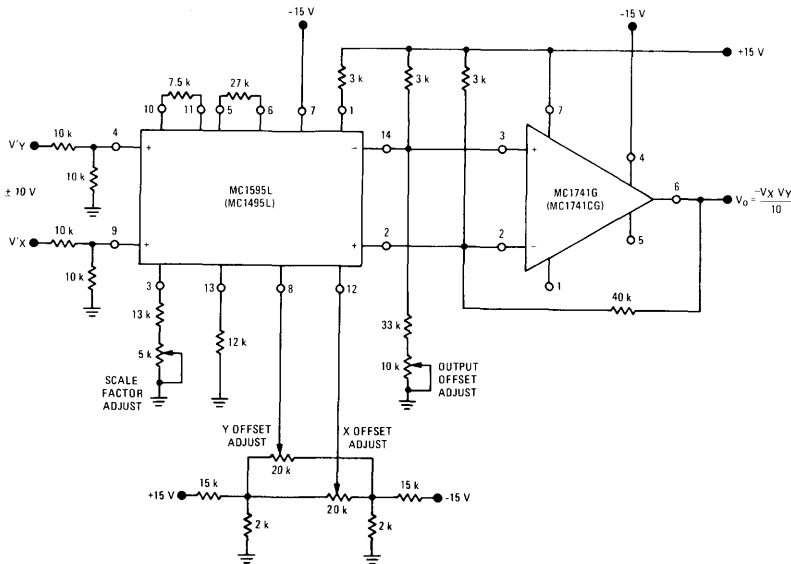 -15 V
-15 V
+15 V
3 k
3 k
3 k
7.5 k
27 k
10
11
5
6
7
1
7
V'Y
10 k
4
+
−
14
3
+
4
10 k
MC1595L
(MC1495L)
MC1741G
(MC1741CG)
6
Vo = −VX VY
10
± 10 V
V'X
10 k
9
+
+
2
2
−
5
10 k
3
13
8
12
1
40 k
13 k
33 k
5 k
12 k
10 k
SCALE
FACTOR
ADJUST
OUTPUT
OFFSET
ADJUST
Y OFFSET
ADJUST
X OFFSET
ADJUST
20 k
+15 V
15 k
20 k
15 k
-15 V
2 k
2 k